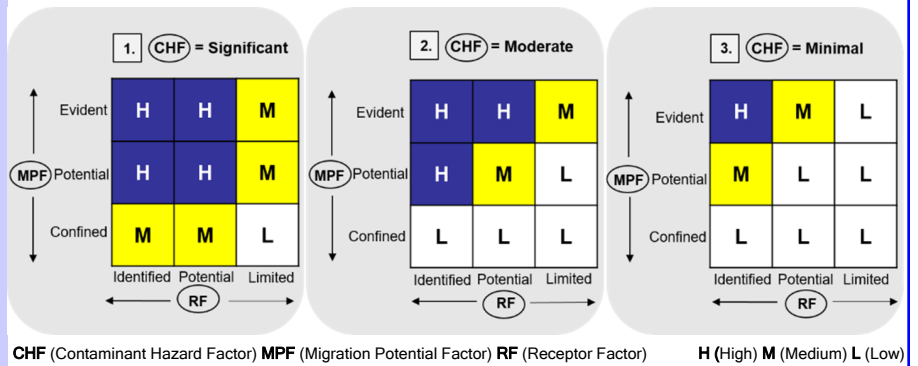 1. CHF = Significant
Evident H H M
MPF Potential H H M
Confined M M L
Identified Potential Limited
RF
2. CHF = Moderate
Evident H H M
MPF Potential H M L
Confined L L L
Identified Potential Limited
RF
3. CHF = Minimal
Evident H M L
MPF Potential M L L
Confined L L L
Identified Potential Limited
RF
CHF (Contaminant Hazard Factor) MPF (Migration Potential Factor) RF (Receptor Factor) H (High) M (Medium) L (Low)